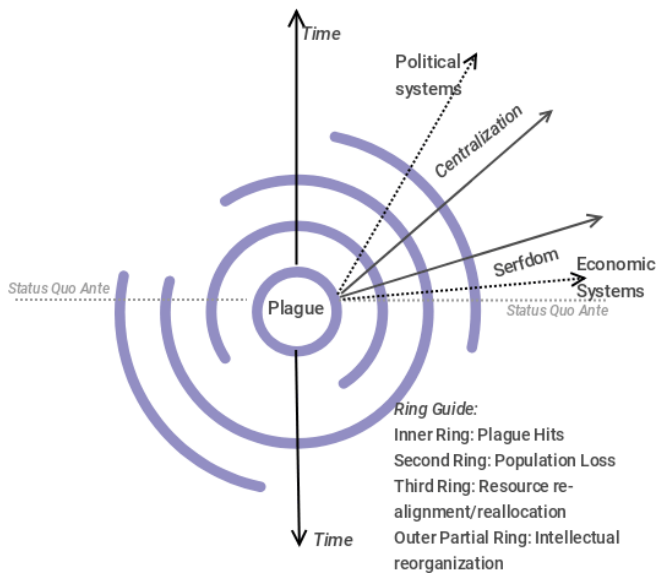 Time
Political
systems
Centralization
Serfdom
Economic
Systems
Status Quo Ante
Plague
Status Quo Ante
Ring Guide:
Inner Ring: Plague Hits
Second Ring: Population Loss
Third Ring: Resource re-
alignment/reallocation
Outer Partial Ring: Intellectual
reorganization
Time